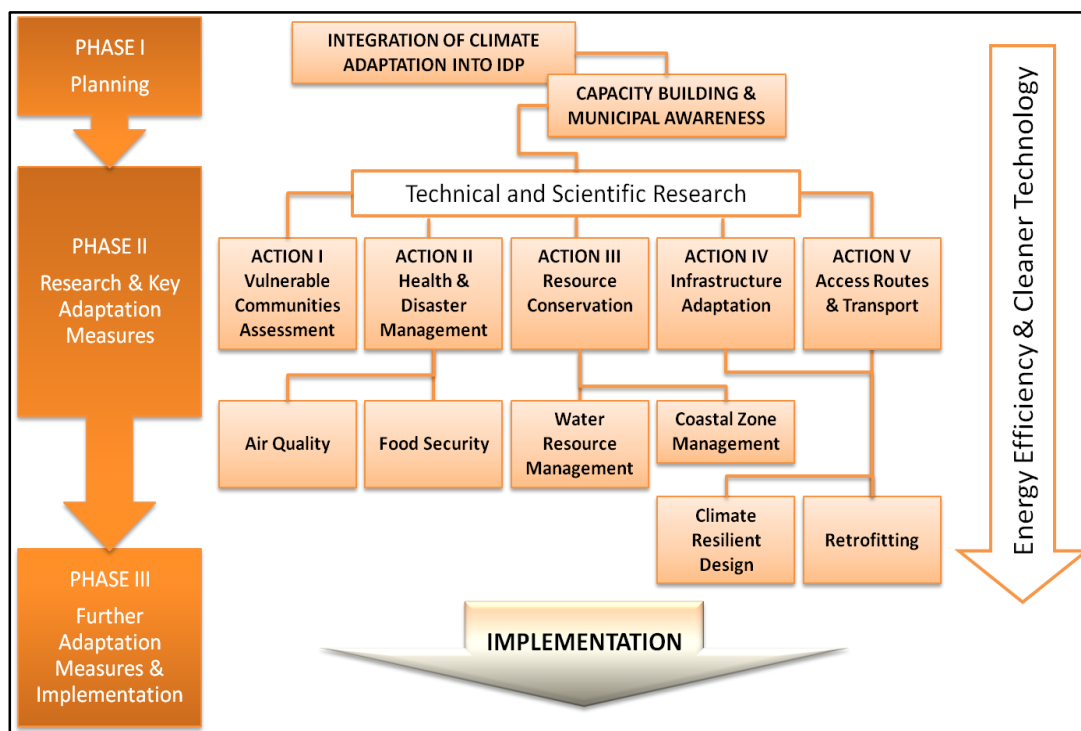 PHASE I
Planning
INTEGRATION OF CLIMATE
ADAPTATION INTO IDP
CAPACITY BUILDING &
MUNICIPAL AWARENESS
PHASE II
Research & Key
Adaptation
Measures
Technical and Scientific Research
ACTION I
Vulnerable
Communities
Assessment
ACTION II
Health &
Disaster
Management
ACTION III
Resource
Conservation
ACTION IV
Infrastructure
Adaptation
ACTION V
Access Routes
& Transport
Air Quality
Food Security
Water
Resource
Management
Coastal Zone
Management
Climate
Resilient
Design
Retrofitting
PHASE III
Further
Adaptation
Measures &
Implementation
IMPLEMENTATION
Energy Efficiency & Cleaner Technology